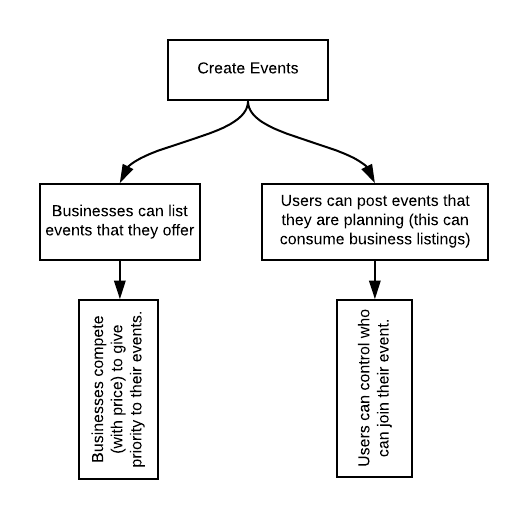 Create Events
Businesses can list
events that they offer
Users can post events that
they are planning (this can
consume business listings)
Businesses compete
(with price) to give
priority to their events.
Users can control who
can join their event.